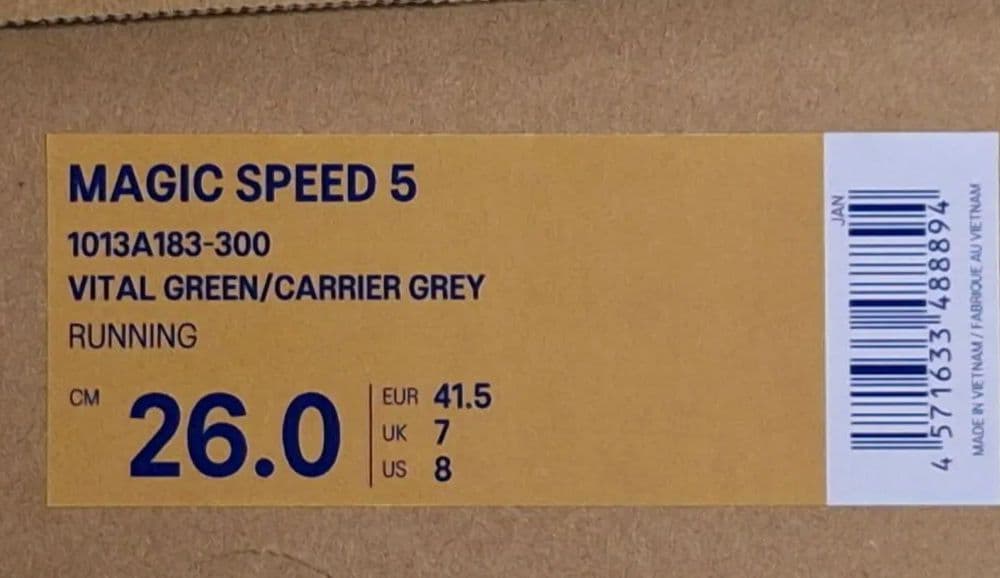 MAGIC SPEED 5
1013A183-300
VITAL GREEN/CARRIER GREY
RUNNING
CM 26.0
EUR 41.5
UK 7
US 8
JAN
4 571633 488894
MADE IN VIETNAM / FABRIQUE AU VIETNAM